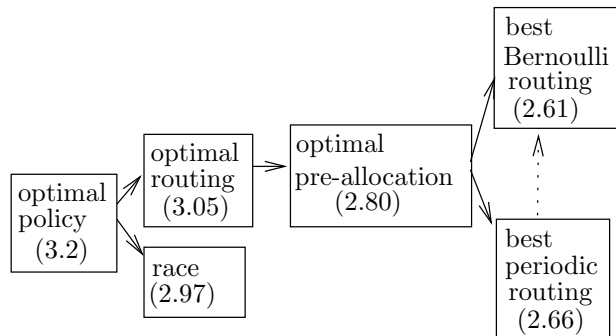 optimal
policy
(3.2)
optimal
routing
(3.05)
race
(2.97)
optimal
pre-allocation
(2.80)
best
Bernoulli
routing
(2.61)
best
periodic
routing
(2.66)